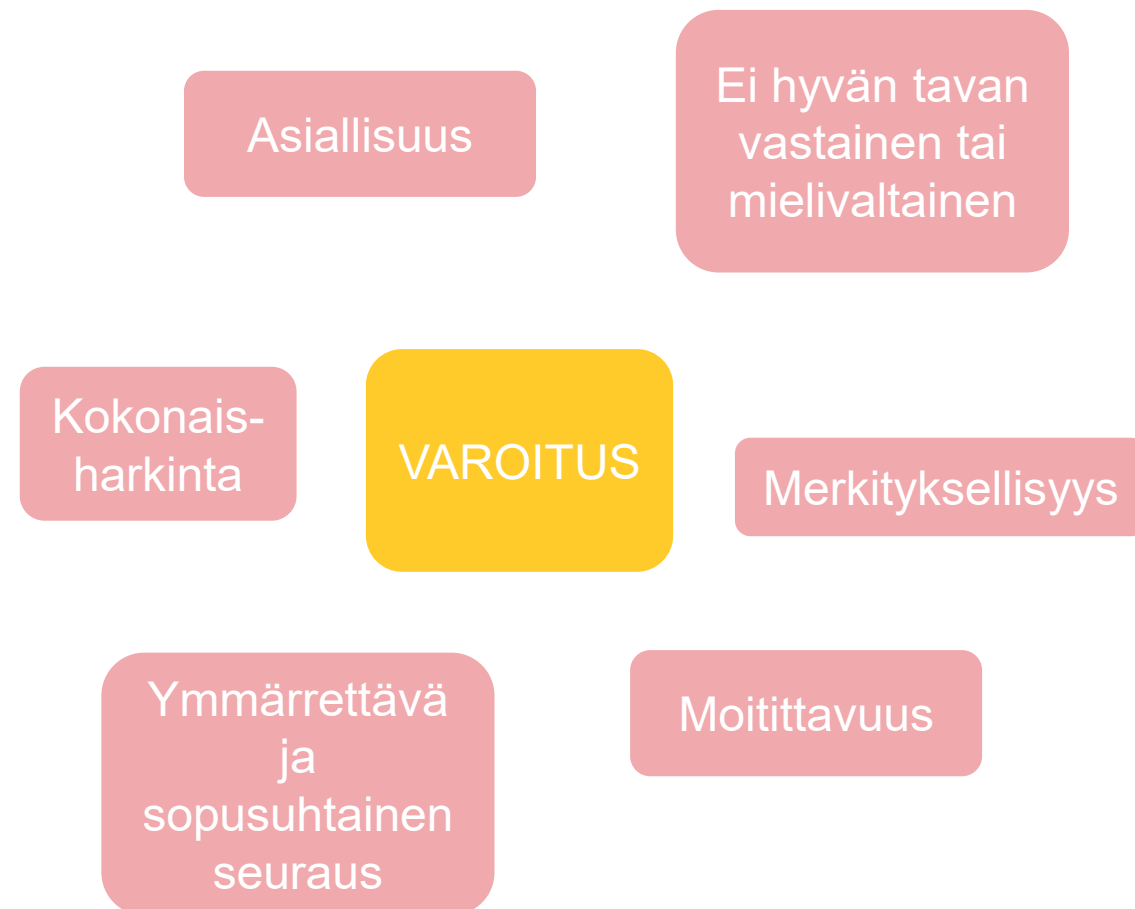 Asiallisuus
Ei hyvän tavan
vastainen tai
mielivaltainen
Kokonais-
harkinta
VAROITUS
Merkityksellisyys
Ymmärrettävä
ja
sopusuhtainen
seuraus
Moitittavuus